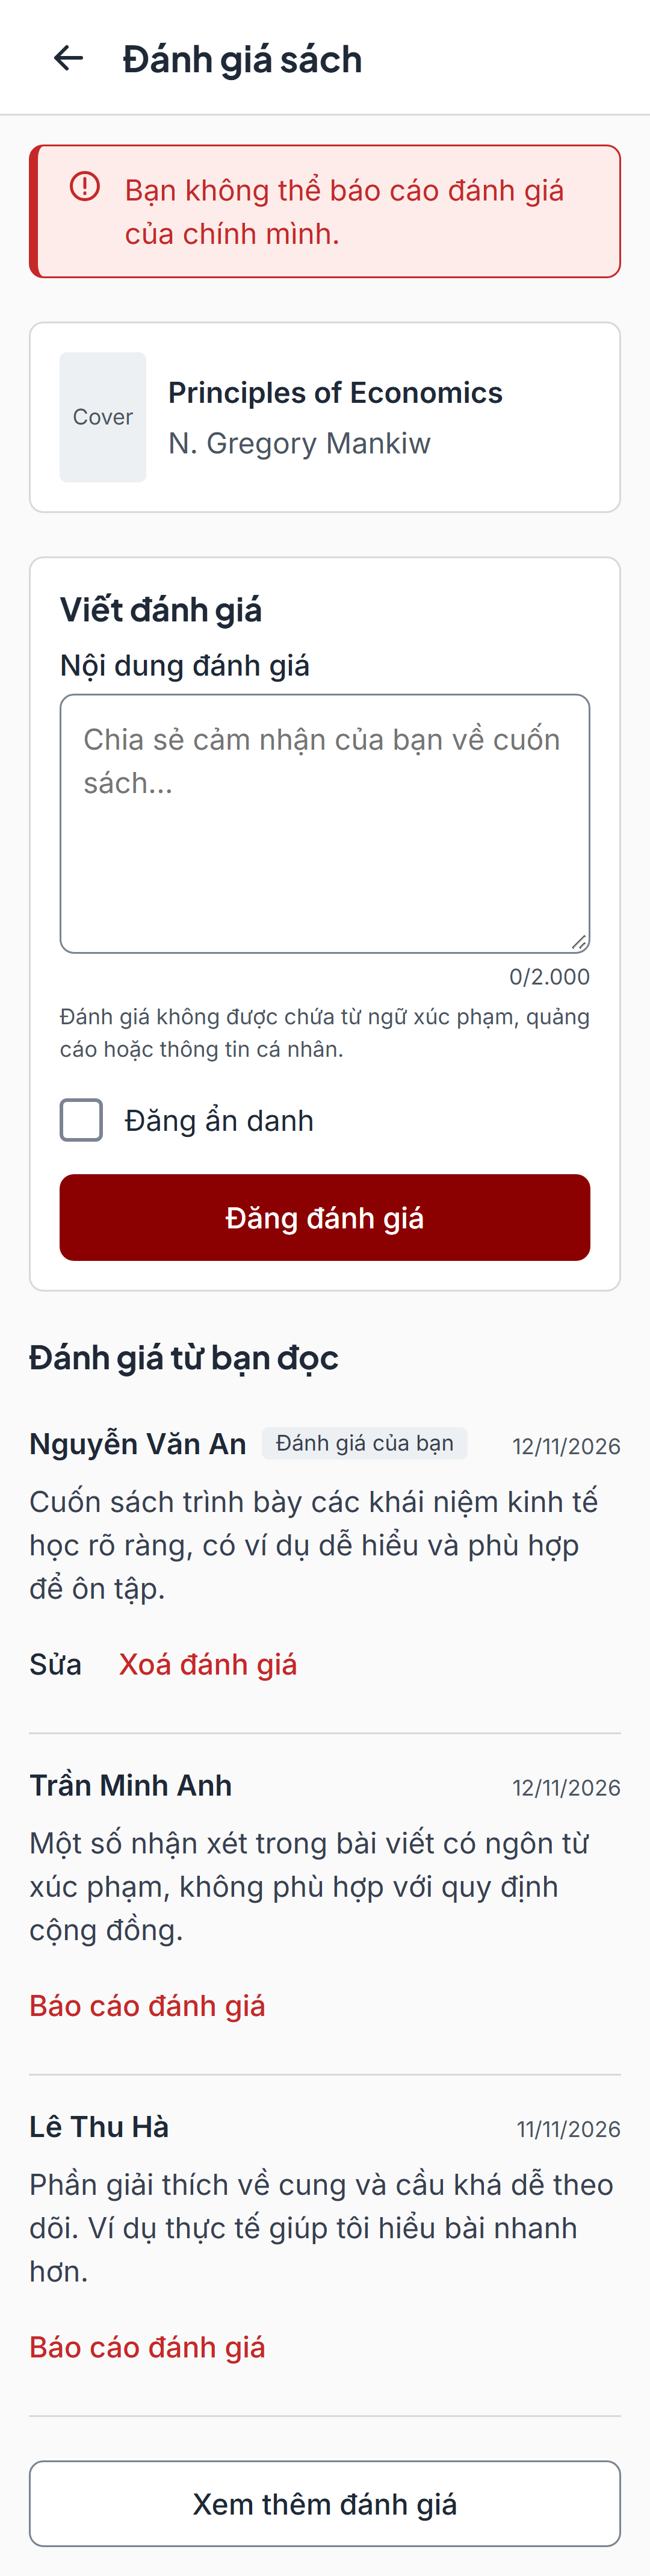 Đánh giá sách
Bạn không thể báo cáo đánh giá
của chính mình.
Cover
Principles of Economics
N. Gregory Mankiw
Viết đánh giá
Nội dung đánh giá
Chia sẻ cảm nhận của bạn về cuốn
sách...
0/2.000
Đánh giá không được chứa từ ngữ xúc phạm, quảng
cáo hoặc thông tin cá nhân.
Đăng ẩn danh
Đăng đánh giá
Đánh giá từ bạn đọc
Nguyễn Văn An Đánh giá của bạn 12/11/2026
Cuốn sách trình bày các khái niệm kinh tế
học rõ ràng, có ví dụ dễ hiểu và phù hợp
để ôn tập.
Sửa Xoá đánh giá
Trần Minh Anh 12/11/2026
Một số nhận xét trong bài viết có ngôn từ
xúc phạm, không phù hợp với quy định
cộng đồng.
Báo cáo đánh giá
Lê Thu Hà 11/11/2026
Phần giải thích về cung và cầu khá dễ theo
dõi. Ví dụ thực tế giúp tôi hiểu bài nhanh
hơn.
Báo cáo đánh giá
Xem thêm đánh giá